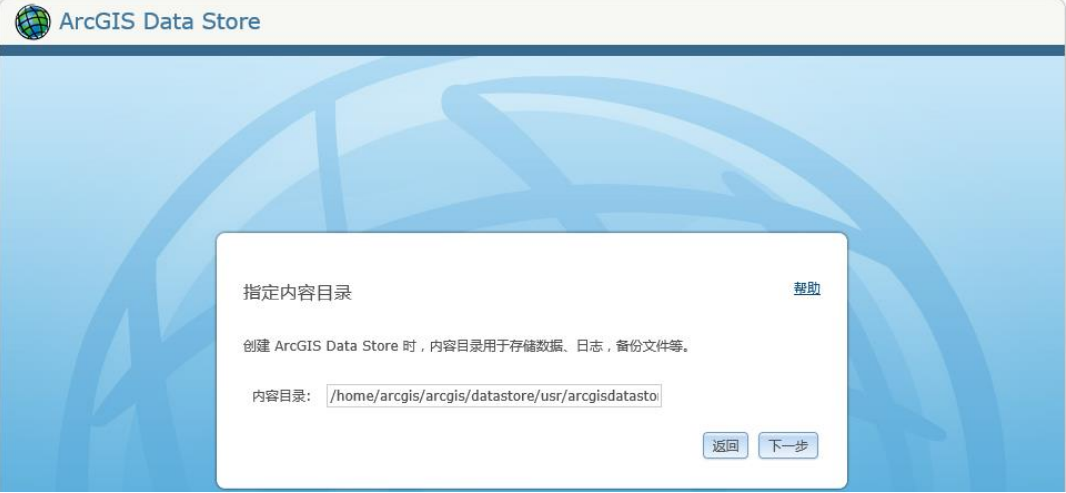 ArcGIS Data Store
指定内容目录
帮助
创建 ArcGIS Data Store 时，内容目录用于存储数据、日志，备份文件等。
内容目录： /home/arcgis/arcgis/datastore/usr/arcgisdatasto
返回 下一步